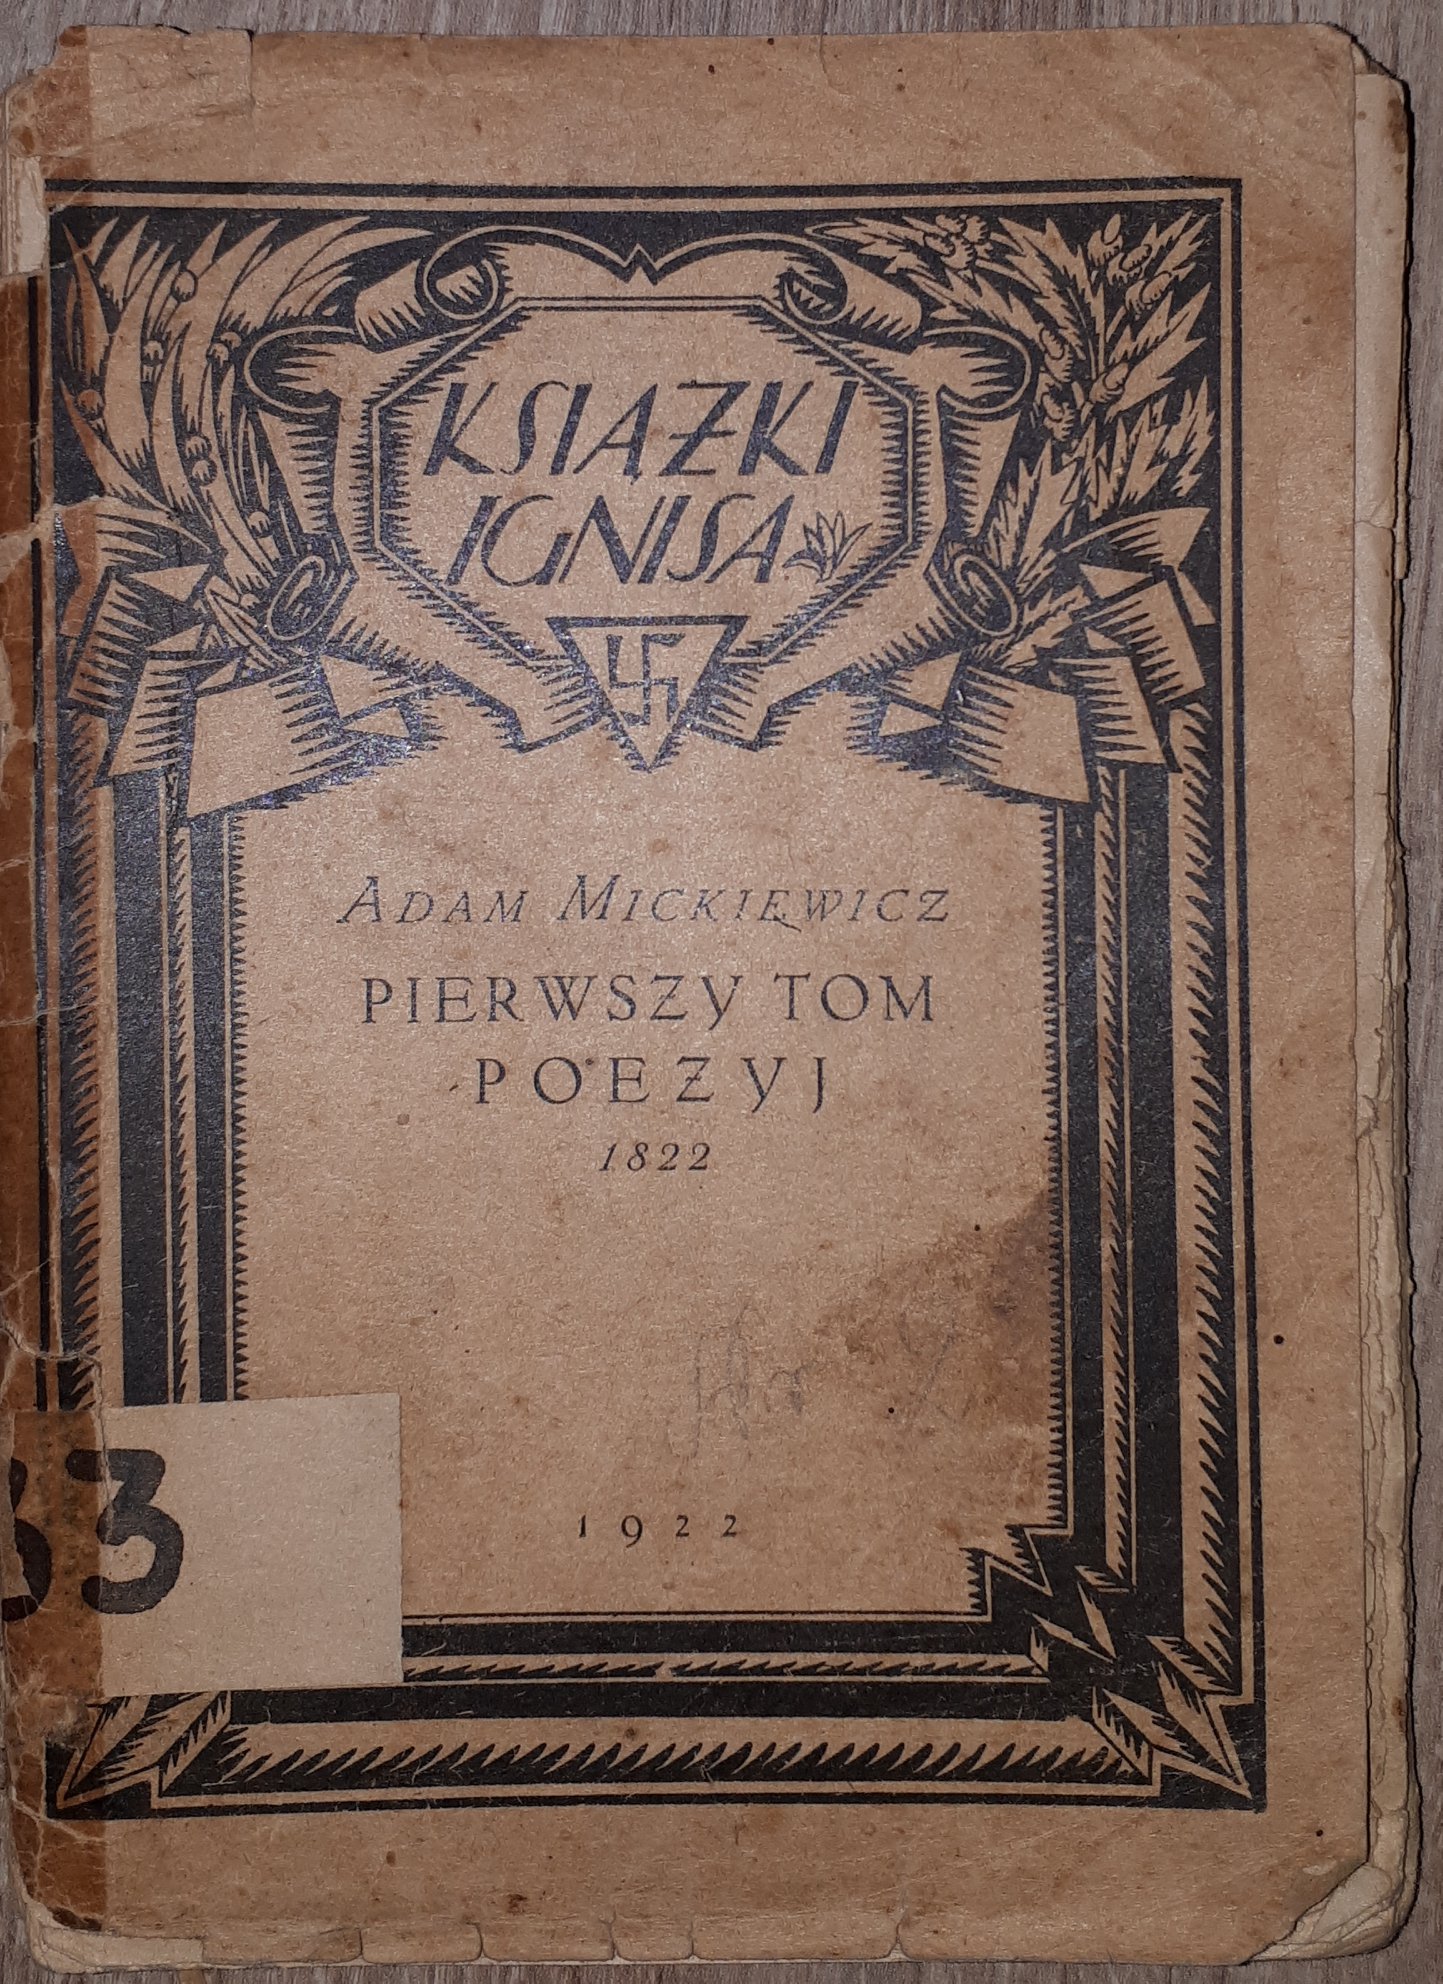 KSIĄŻKI
IGNISA
ADAM MICKIEWICZ
PIERWSZY TOM
POEZYJ
1822
1922
33